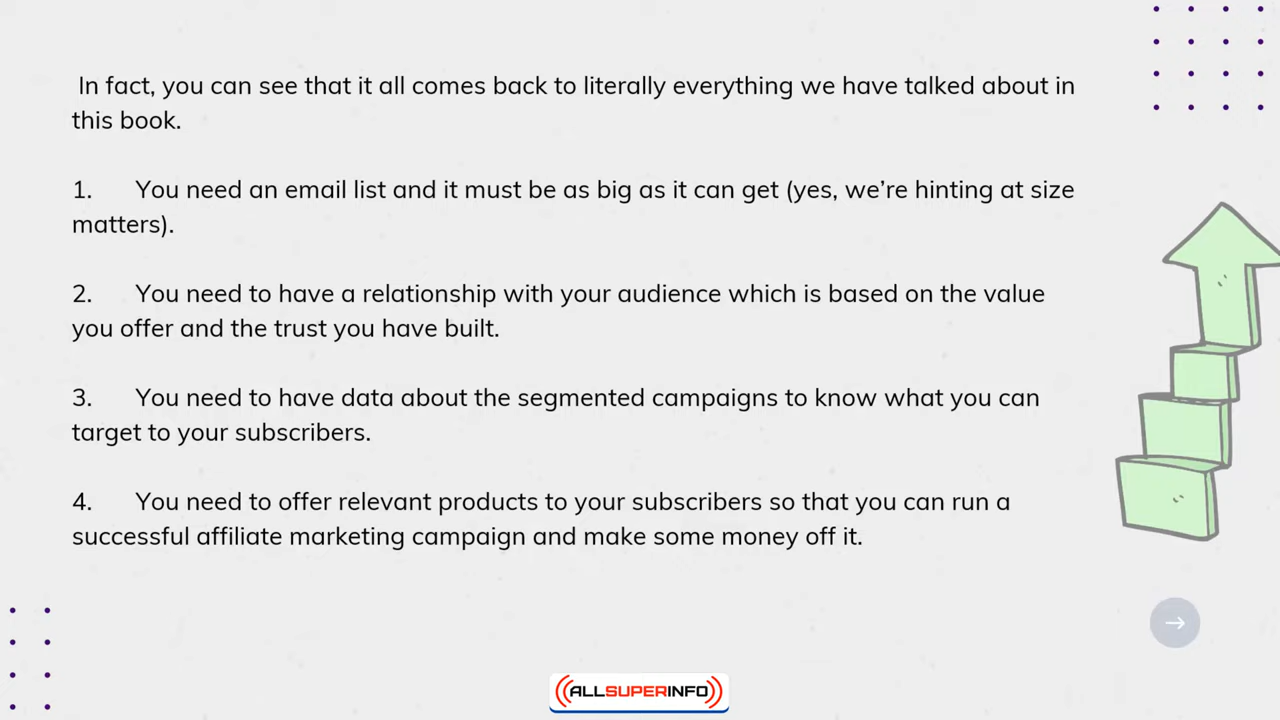 In fact, you can see that it all comes back to literally everything we have talked about in
this book.
1. You need an email list and it must be as big as it can get (yes, we’re hinting at size
matters).
2. You need to have a relationship with your audience which is based on the value
you offer and the trust you have built.
3. You need to have data about the segmented campaigns to know what you can
target to your subscribers.
4. You need to offer relevant products to your subscribers so that you can run a
successful affiliate marketing campaign and make some money off it.
ALLSUPERINFO